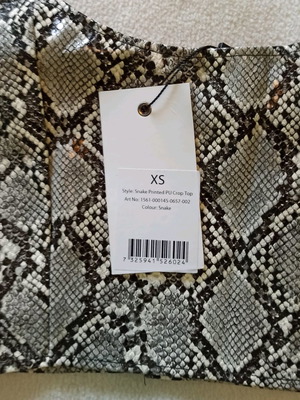 XS
Style: Snake Printed PU Crop Top
Art No: 1561-000145-0657-002
Colour: Snake
7 325941 526024